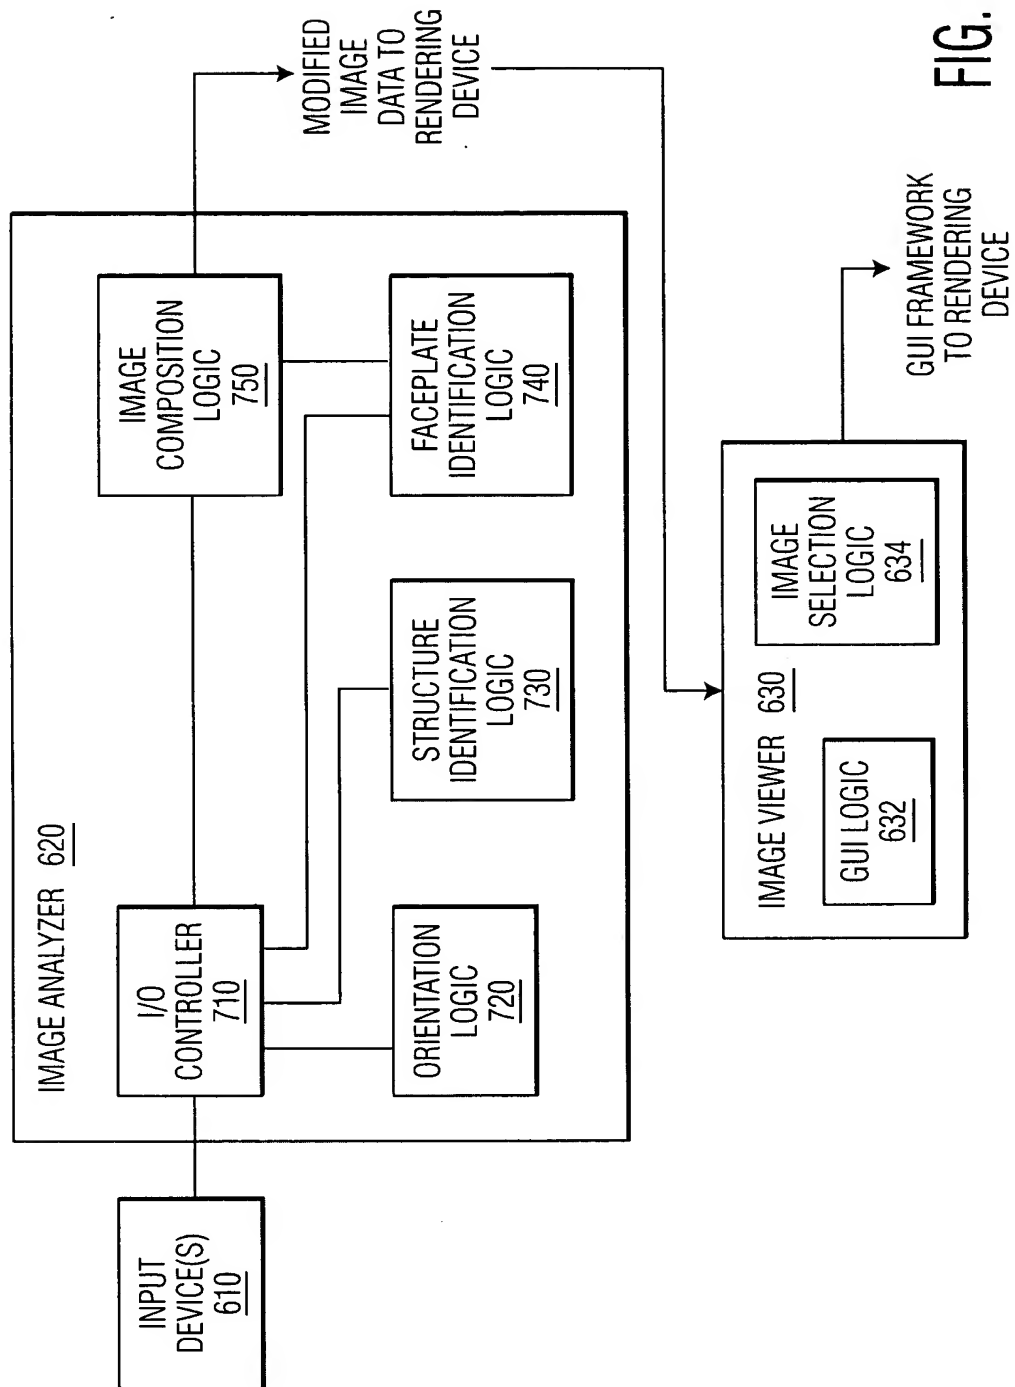 IMAGE ANALYZER 620
INPUT
DEVICE(S)
610
I/O
CONTROLLER
710
IMAGE
COMPOSITION
LOGIC
750
ORIENTATION
LOGIC
720
STRUCTURE
IDENTIFICATION
LOGIC
730
FACEPLATE
IDENTIFICATION
LOGIC
740
MODIFIED
IMAGE
DATA TO
RENDERING
DEVICE
IMAGE VIEWER 630
GUI LOGIC
632
IMAGE
SELECTION
LOGIC
634
GUI FRAMEWORK
TO RENDERING
DEVICE
FIG.